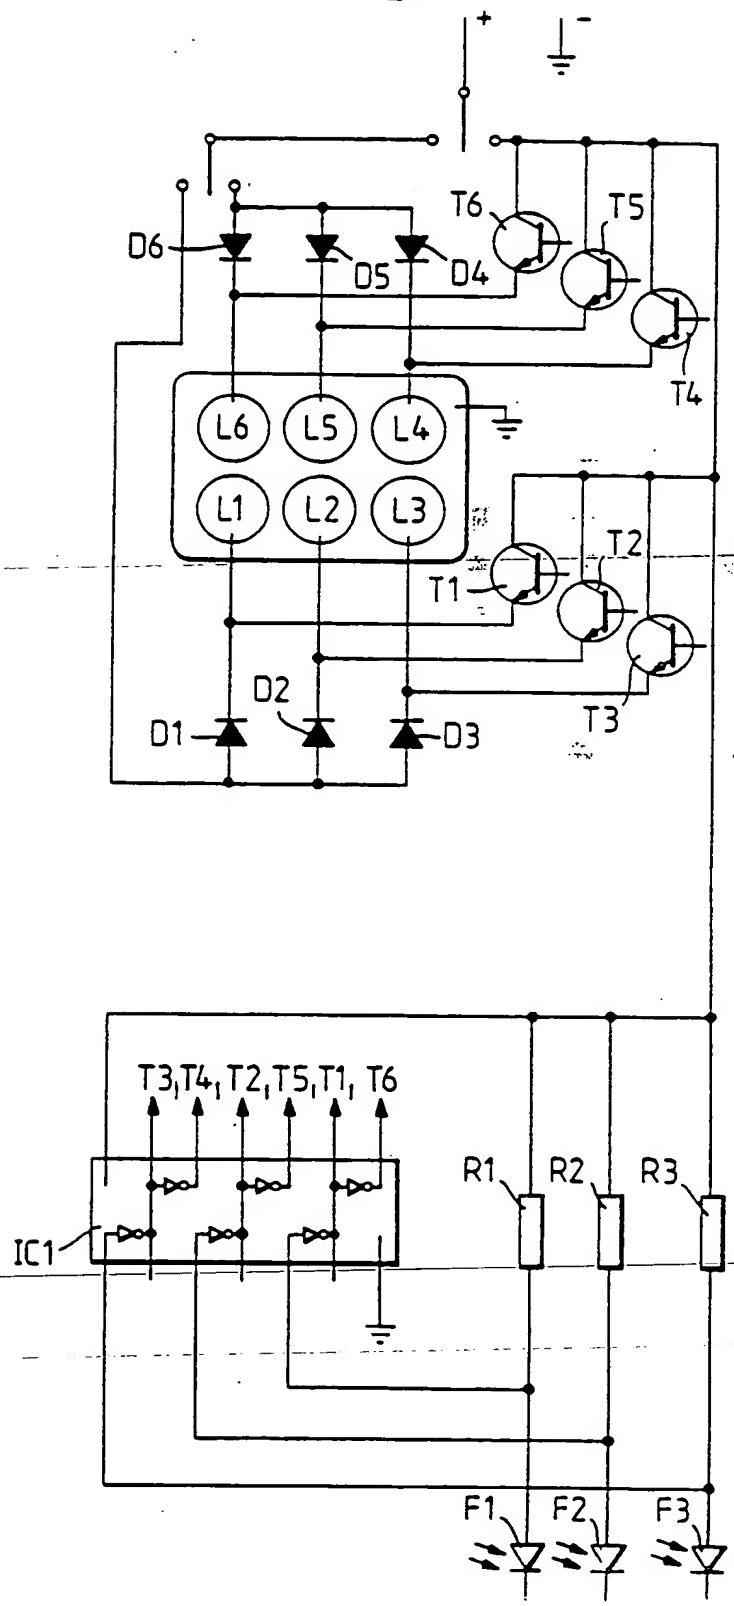 + -
T6 T5
D6 D5 D4
T4
L6 L5 L4
L1 L2 L3
T1 T2
D2
D1 D3 T3
T3, T4, T2, T5, T1, T6
R1 R2 R3
IC1
F1 F2 F3